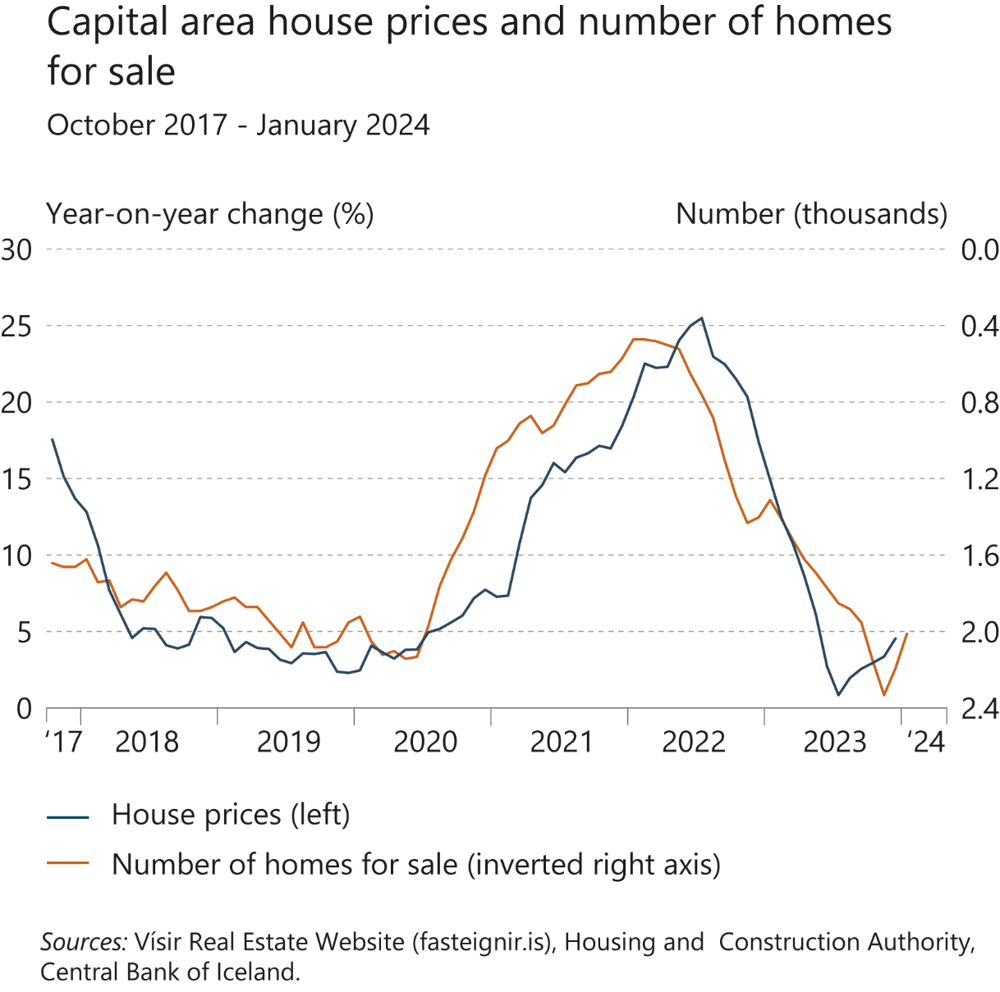 Capital area house prices and number of homes
for sale
October 2017 - January 2024
Year-on-year change (%) Number (thousands)
30 0.0
25 0.4
20 0.8
15 1.2
10 1.6
5 2.0
0 2.4
‘17 2018 2019 2020 2021 2022 2023 ‘24
House prices (left)
Number of homes for sale (inverted right axis)
Sources: Vísir Real Estate Website (fasteignir.is), Housing and Construction Authority,
Central Bank of Iceland.